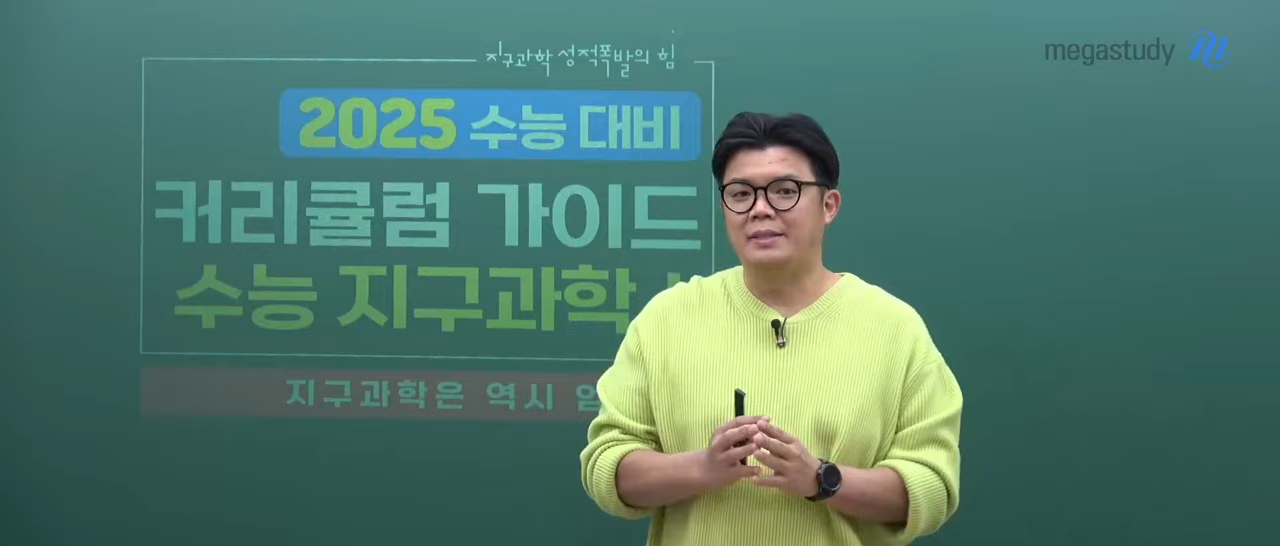 megastudy
지구과학 성적폭발의 힘
2025 수능 대비
커리큘럼 가이드
수능 지구과학
지구과학은 역시